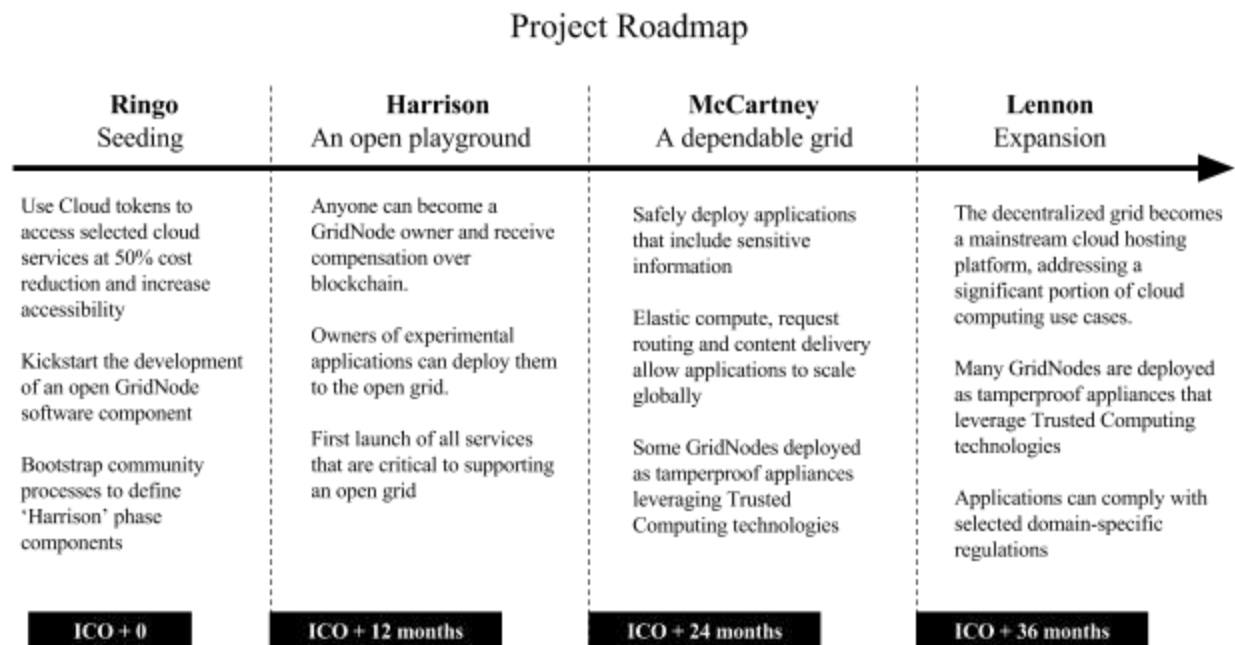 Project Roadmap
Ringo
Seeding
Use Cloud tokens to
access selected cloud
services at 50% cost
reduction and increase
accessibility
Kickstart the development
of an open GridNode
software component
Bootstrap community
processes to define
‘Harrison’ phase
components
ICO + 0
Harrison
An open playground
Anyone can become a
GridNode owner and receive
compensation over
blockchain.
Owners of experimental
applications can deploy them
to the open grid.
First launch of all services
that are critical to supporting
an open grid
ICO + 12 months
McCartney
A dependable grid
Safely deploy applications
that include sensitive
information
Elastic compute, request
routing and content delivery
allow applications to scale
globally
Some GridNodes deployed
as tamperproof appliances
leveraging Trusted
Computing technologies
ICO + 24 months
Lennon
Expansion
The decentralized grid becomes
a mainstream cloud hosting
platform, addressing a
significant portion of cloud
computing use cases.
Many GridNodes are deployed
as tamperproof appliances that
leverage Trusted Computing
technologies
Applications can comply with
selected domain-specific
regulations
ICO + 36 months